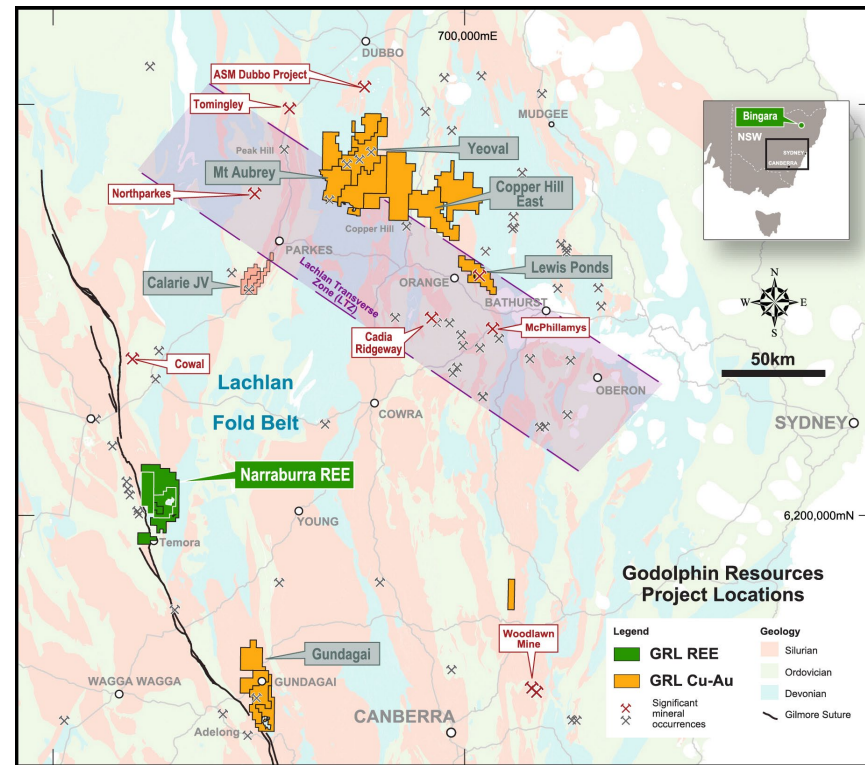 700,000mE
DUBBO
ASM Dubbo Project
Tomingley
MUDGEE
Bingara
NSW
SYDNEY
CANBERRA
Peak Hill
Yeoval
Mt Aubrey
Northparkes
Copper Hill
East
Copper Hill
PARKES
Calarie JV
Lachlan Transverse
Zone (LTZ)
ORANGE
Lewis Ponds
BATHURST
N
W
E
S
Cadia
Ridgeway
McPhillamys
50km
Cowal
Lachlan
Fold Belt
OBERON
COWRA
SYDNEY
Narraburra REE
YOUNG
6,200,000mN
Temora
Godolphin Resources
Project Locations
Legend
GRL REE
GRL Cu-Au
Significant
mineral
occurrences
Geology
Silurian
Ordovician
Devonian
Gilmore Suture
Woodlawn
Mine
Gundagai
WAGGA WAGGA
GUNDAGAI
Adelong
CANBERRA